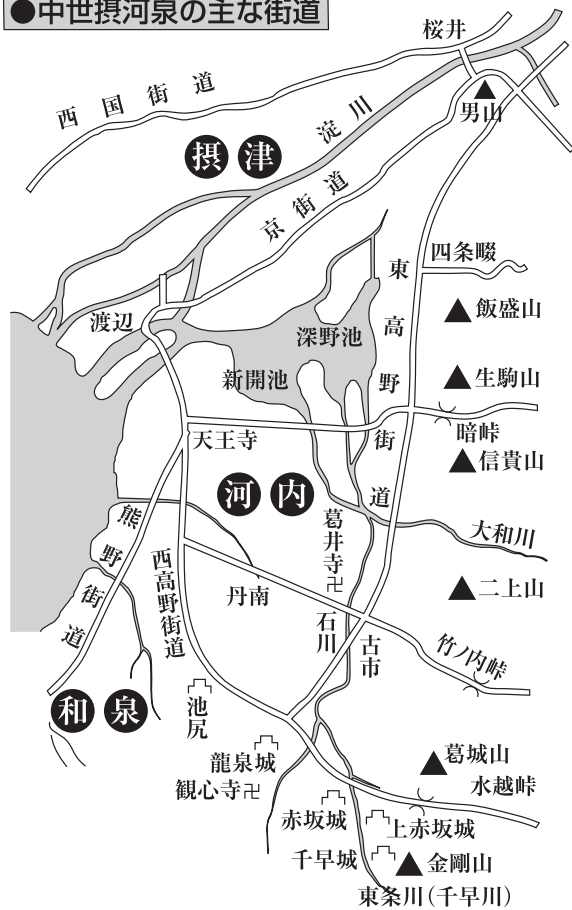 ●中世摂河泉の主な街道
桜井
西国街道
男山
淀川
摂津
京街道
四条畷
東高野街道
飯盛山
渡辺
深野池
生駒山
新開池
暗峠
天王寺
信貴山
河内
大和川
熊野街道
葛井寺卍
西高野街道
丹南
二上山
石川
古市
竹ノ内峠
和泉
池尻
葛城山
龍泉城
水越峠
観心寺卍
赤坂城
上赤坂城
千早城
金剛山
東条川(千早川)